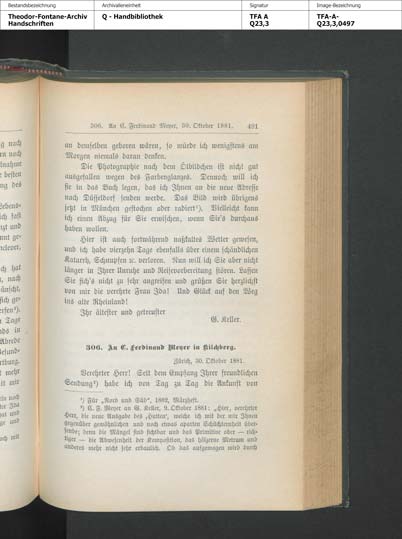 Bestandsbezeichnung
Theodor-Fontane-Archiv
Handschriften
Archivalieneinheit
Q - Handbibliothek
Signatur
TFA A
Q23,3
Image-Bezeichnung
TFA-A-
Q23,3,0497
306. An C. Ferdinand Meyer, 30. Oktober 1881. 491
an demselben geboren wären, so würde ich wenigstens am
Morgen niemals daran denken.
Die Photographie nach dem Ölbildchen ist nicht gut
ausgefallen wegen des Farbenglanzes. Dennoch will ich
sie in das Buch legen, das ich Ihnen an die neue Adresse
nach Düsseldorf senden werde. Das Bild wird übrigens
jetzt in München gestochen oder radiert¹). Vielleicht kann
ich einen Abzug für Sie erwischen, wenn Sie's durchaus
haben wollen.
Hier ist auch fortwährend naßkaltes Wetter gewesen,
und ich habe vierzehn Tage ebenfalls über einem schändlichen
Katarrh, Schnupfen ꝛc. verloren. Nun will ich Sie aber nicht
länger in Ihrer Unruhe und Reisevorbereitung stören. Lassen
Sie sich's nicht zu sehr angreifen und grüßen Sie herzlichst
von mir die verehrte Frau Ida! Und Glück auf den Weg
ins alte Rheinland!
Ihr ältester und getreuster
G. Keller.
306. An C. Ferdinand Meyer in Kilchberg.
Zürich, 30. Oktober 1881.
Verehrter Herr! Seit dem Empfang Ihrer freundlichen
Sendung²) habe ich von Tag zu Tag die Ankunft von
¹) Für „Nord und Süd“, 1882, Märzheft.
²) C. F. Meyer an G. Keller, 9. Oktober 1881: „Hier, verehrter
Herr, die neue Ausgabe des ‚Hutten‘, welche ich mit der mir Ihnen
gegenüber gewöhnlichen und noch etwas aparten Schüchternheit über-
sende; denn die Mängel sind sichtbar und das Primitive oder — rich-
tiger — die Abwesenheit der Komposition, das hölzerne Metrum und
anderes mehr nicht sehr erbaulich. Ob das aufgewogen wird durch